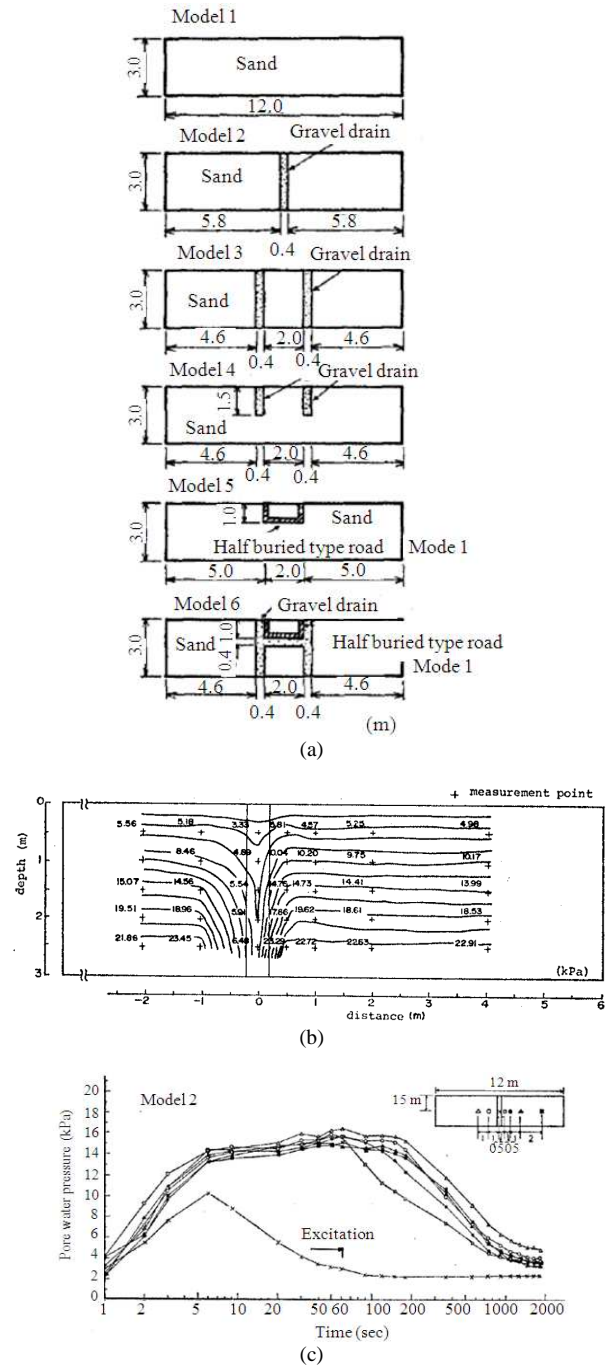 Model 1
3.0
Sand
12.0
Model 2
Gravel drain
3.0
Sand
5.8
5.8
0.4
Model 3
Gravel drain
3.0
Sand
4.6
2.0
4.6
0.4
0.4
Model 4
Gravel drain
3.0
1.5
Sand
4.6
2.0
4.6
0.4
0.4
Model 5
3.0
1.0
Sand
Half buried type road
Mode 1
5.0
2.0
5.0
Model 6
Gravel drain
3.0
Sand
1.0
0.4
Half buried type road
Mode 1
4.6
2.0
4.6
0.4
0.4
(m)
(a)
+ measurement point
0
1
2
3
depth (m)
5.56 5.18 3.33 5.81 4.57 5.25 4.98
8.46 4.89 10.04 10.20 9.75 10.17
15.07 14.56 5.54 14.76 14.73 14.41 13.99
19.51 18.96 5.91 17.86 19.62 18.61 18.53
21.86 23.45 6.48 23.29 22.72 22.63 22.91
(kPa)
-2 -1 0 1 2 3 4 5 6
distance (m)
(b)
Model 2
12 m
15 m
0505
2
Pore water pressure (kPa)
20
18
16
14
12
10
8
6
4
2
0
Excitation
1 2 5 10 20 50 60 100 200 500 1000 2000
Time (sec)
(c)